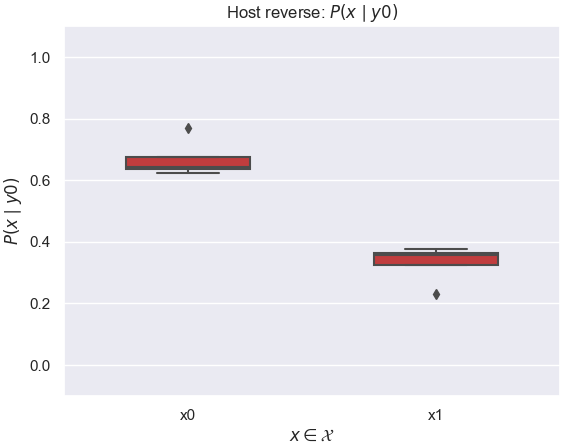 Host reverse: P(x | y0)
1.0
0.8
0.6
0.4
0.2
0.0
P(x | y0)
x0 x1
x ∈ 𝒳